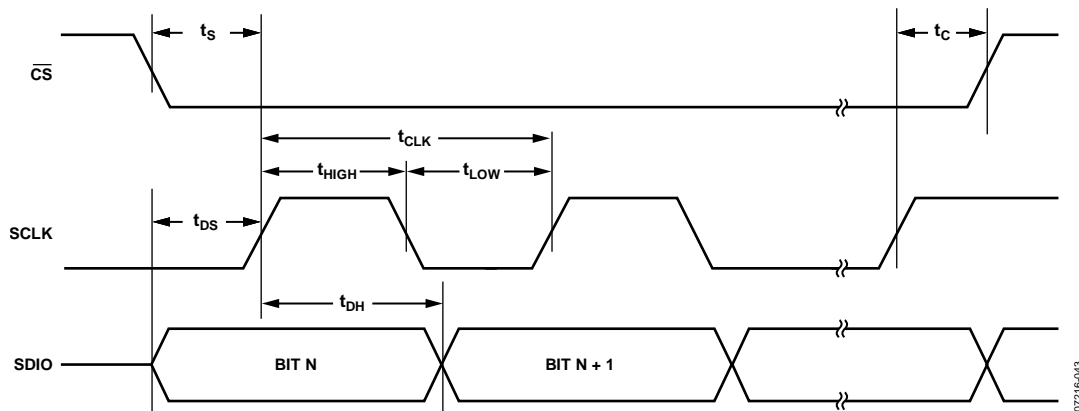 tS
tC
CS
tCLK
tHIGH
tLOW
tDS
SCLK
tDH
SDIO
BIT N
BIT N + 1
07216-043